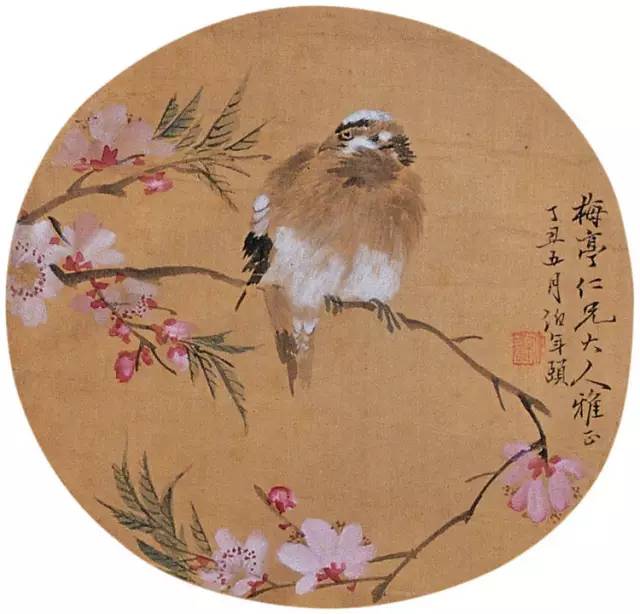 梅亭仁兄大人雅正
丁丑五月伯年頤